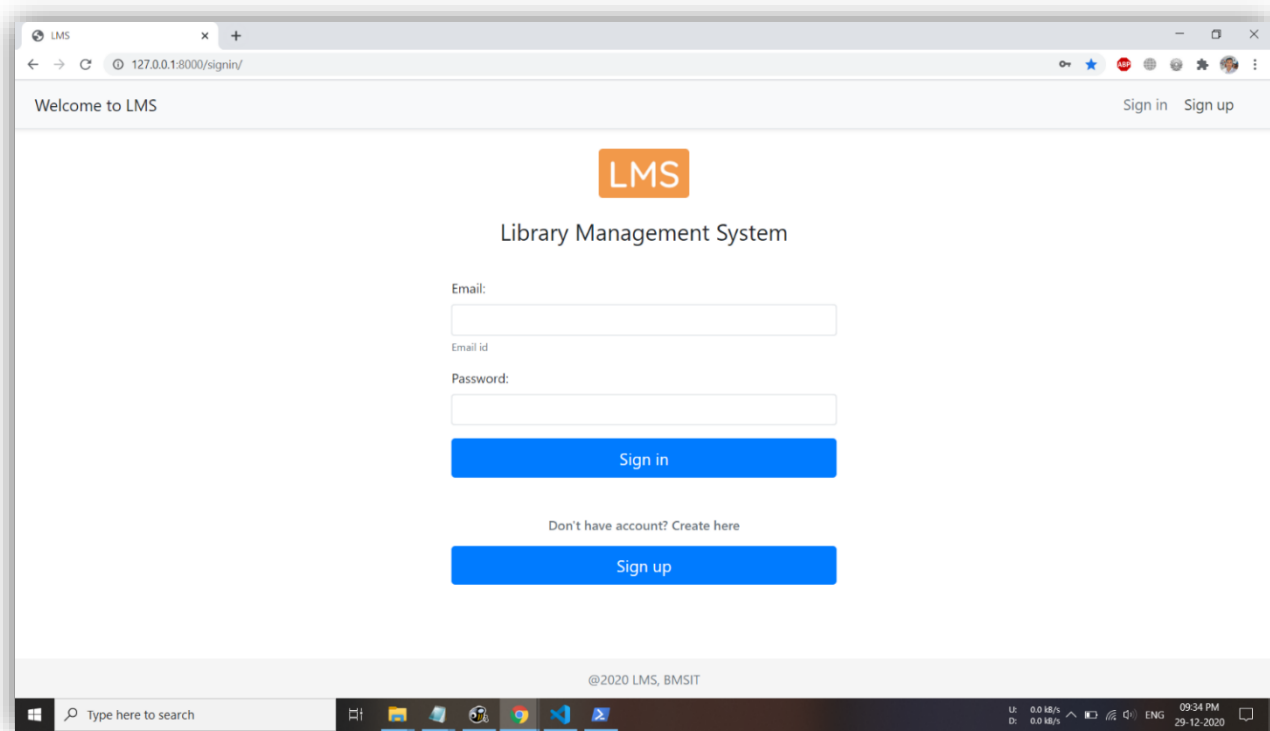 LMS
127.0.0.1:8000/signin/
ABP
Welcome to LMS
Sign in Sign up
LMS
Library Management System
Email:
Email id
Password:
Sign in
Don't have account? Create here
Sign up
@2020 LMS, BMSIT
Type here to search
U: 0.0 kB/s
D: 0.0 kB/s
ENG
09:34 PM
29-12-2020